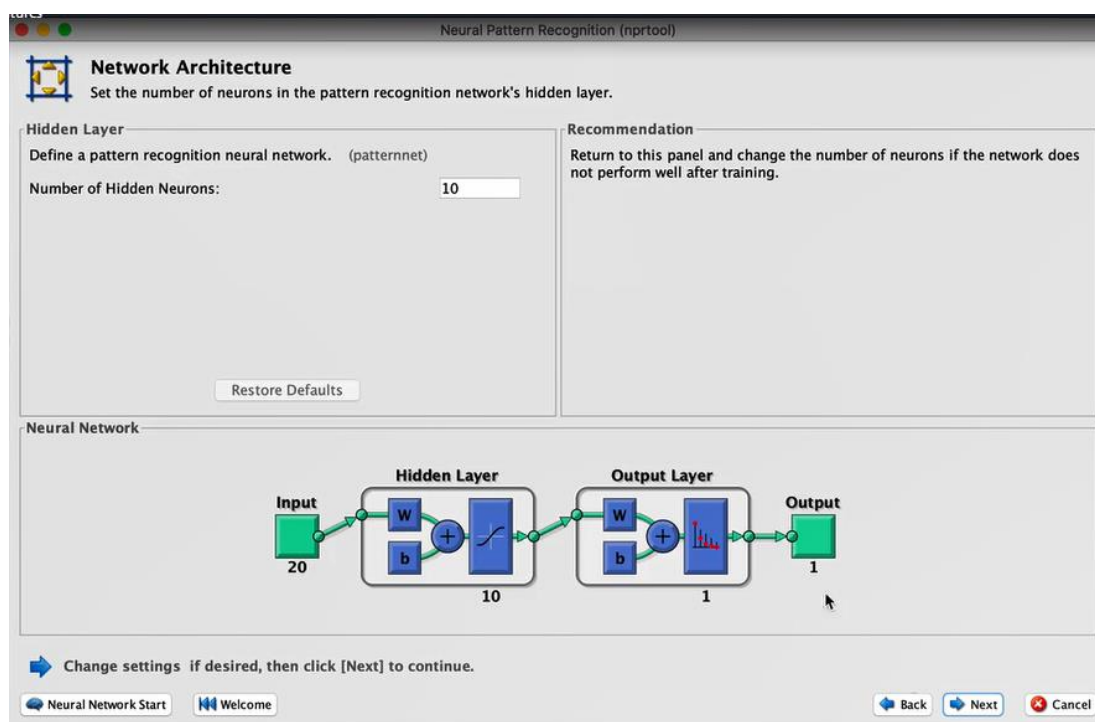 Neural Pattern Recognition (nprtool)
Network Architecture
Set the number of neurons in the pattern recognition network's hidden layer.
Hidden Layer
Define a pattern recognition neural network. (patternnet)
Number of Hidden Neurons: 10
Restore Defaults
Recommendation
Return to this panel and change the number of neurons if the network does
not perform well after training.
Neural Network
Hidden Layer
Output Layer
Input
W
b
+
W
b
+
Output
20
10
1
1
Change settings if desired, then click [Next] to continue.
Neural Network Start
Welcome
Back
Next
Cancel